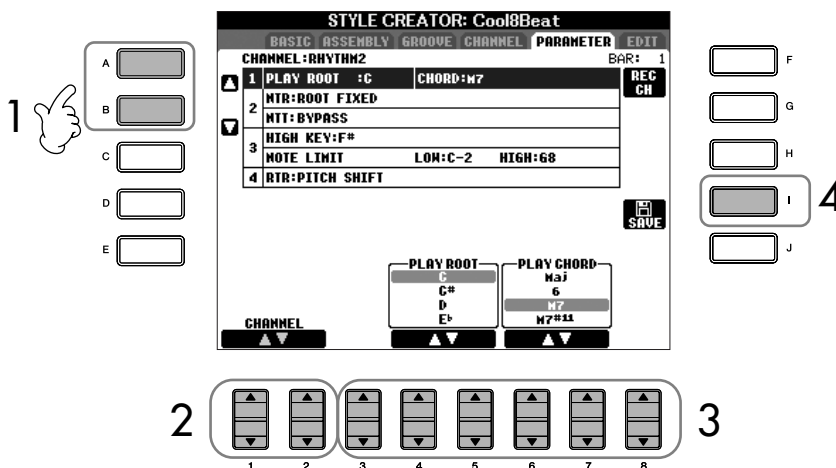 STYLE CREATOR: Cool8Beat
BASIC ASSEMBLY GROOVE CHANNEL PARAMETER EDIT
CHANNEL:RHYTHM2 BAR: 1
1 PLAY ROOT :C CHORD:M7
REC CH
2 NTR:ROOT FIXED
NTT:BYPASS
3 HIGH KEY:F#
NOTE LIMIT LOW:C-2 HIGH:G8
4 RTR:PITCH SHIFT
SAVE
PLAY ROOT
C
C#
D
E♭
PLAY CHORD
Maj
6
M7
M7#11
CHANNEL
A
B
C
D
E
F
G
H
I
J
1
4
2
3
1 2 3 4 5 6 7 8